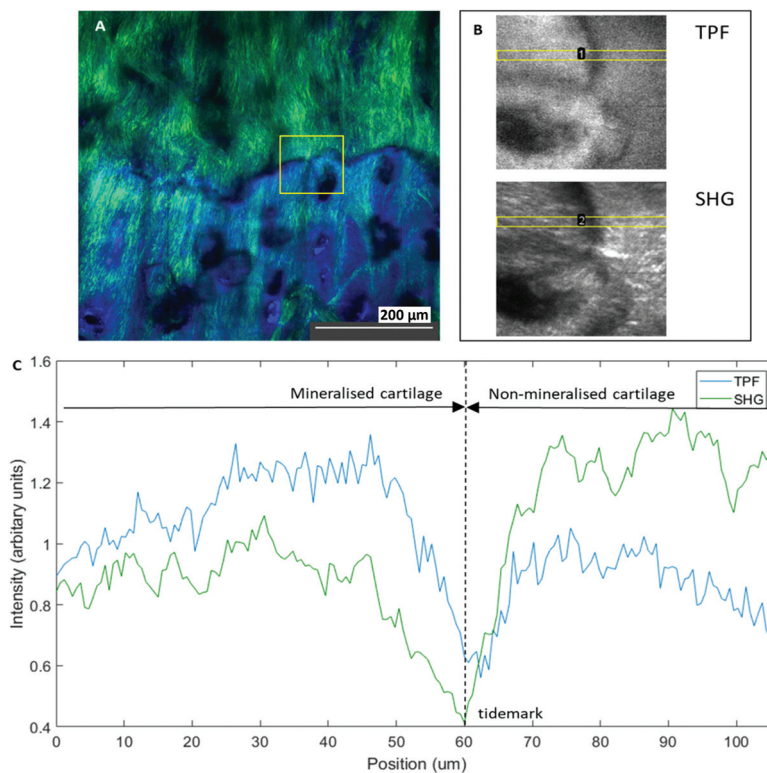 A
200 µm
B
TPF
1
SHG
2
C
1.6
1.4
1.2
1
0.8
0.6
0.4
Intensity (arbitary units)
Mineralised cartilage
Non-mineralised cartilage
TPF
SHG
tidemark
0 10 20 30 40 50 60 70 80 90 100
Position (um)